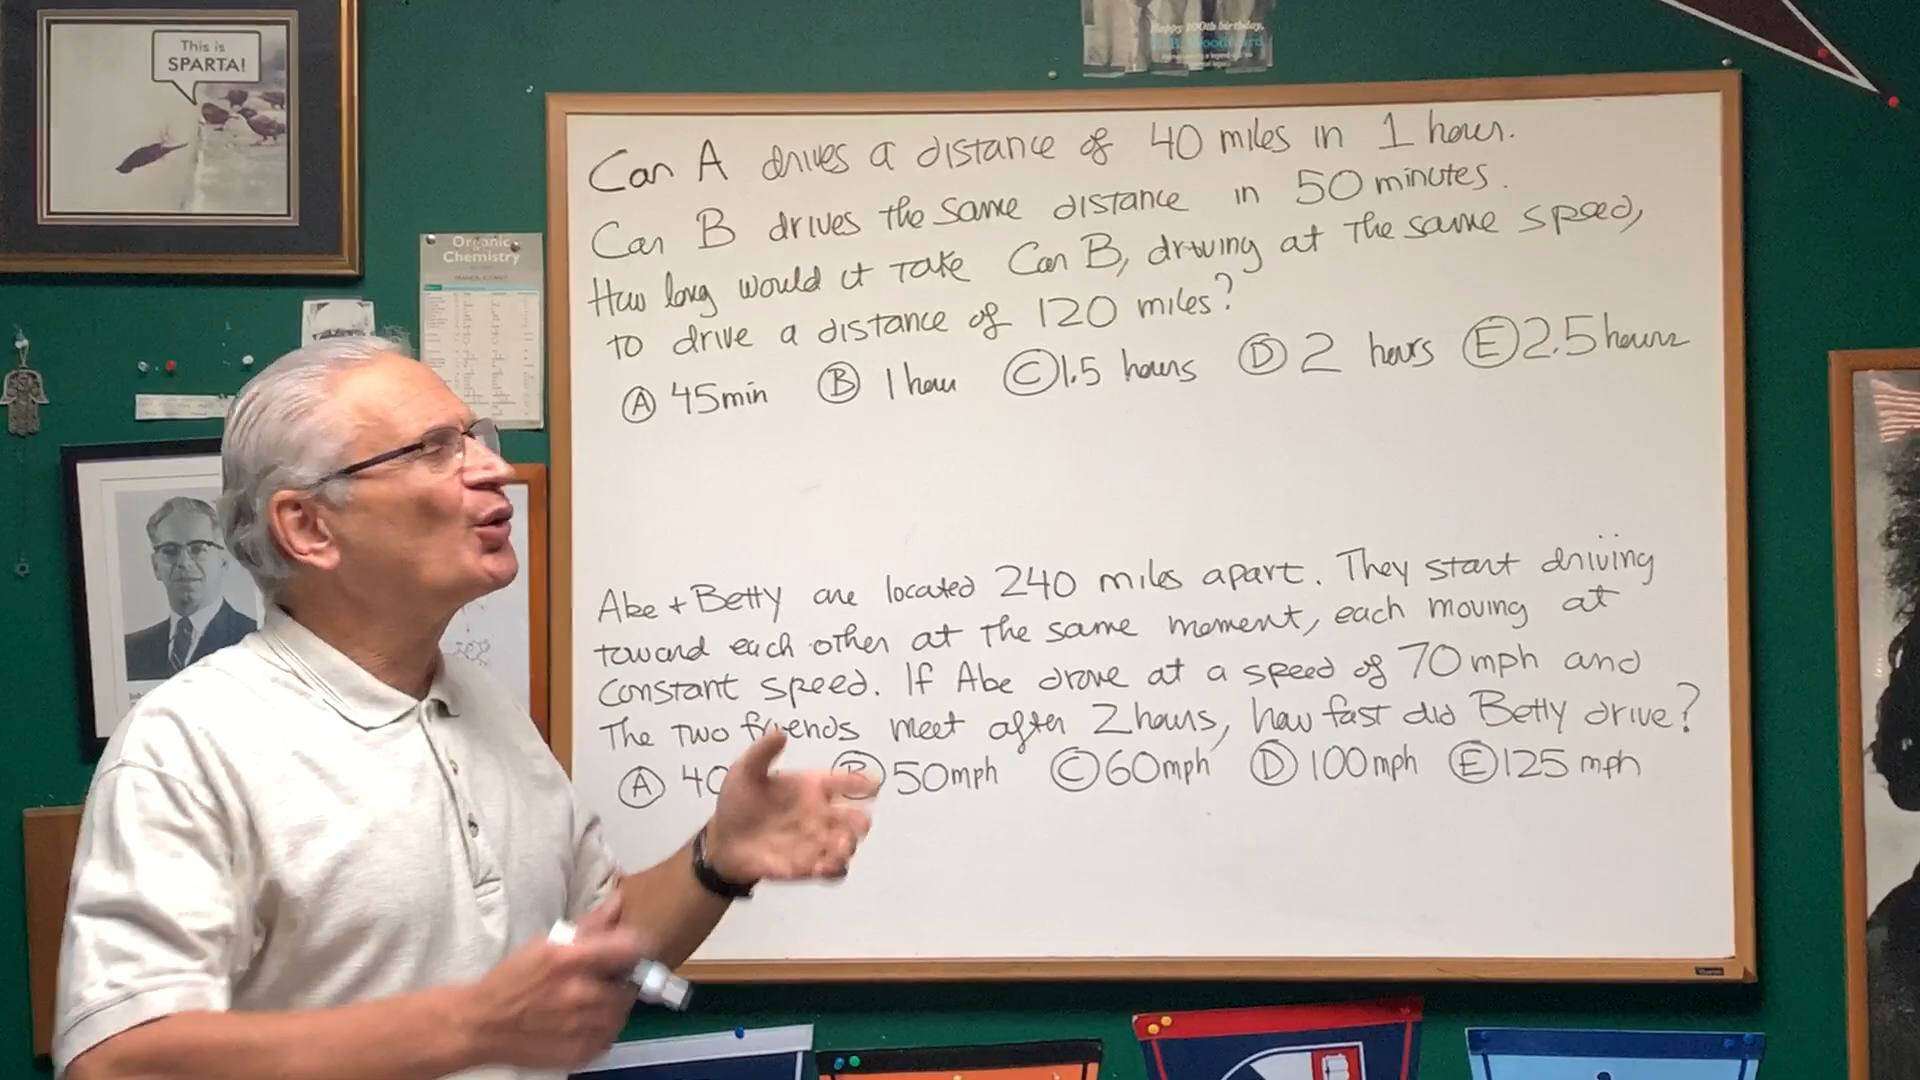 This is
SPARTA!
Happy 100th birthday,
Organic
Chemistry
Car A drives a distance of 40 miles in 1 hour.
Car B drives the same distance in 50 minutes.
How long would it take Car B, driving at the same speed,
to drive a distance of 120 miles?
Ⓐ 45min Ⓑ 1 hour Ⓒ 1.5 hours Ⓓ 2 hours Ⓔ 2.5 hours
Abe + Betty are located 240 miles apart. They start driving
toward each other at the same moment, each moving at
constant speed. If Abe drove at a speed of 70 mph and
the two friends meet after 2 hours, how fast did Betty drive?
Ⓐ 40 Ⓑ 50mph Ⓒ 60mph Ⓓ 100mph Ⓔ 125 mph